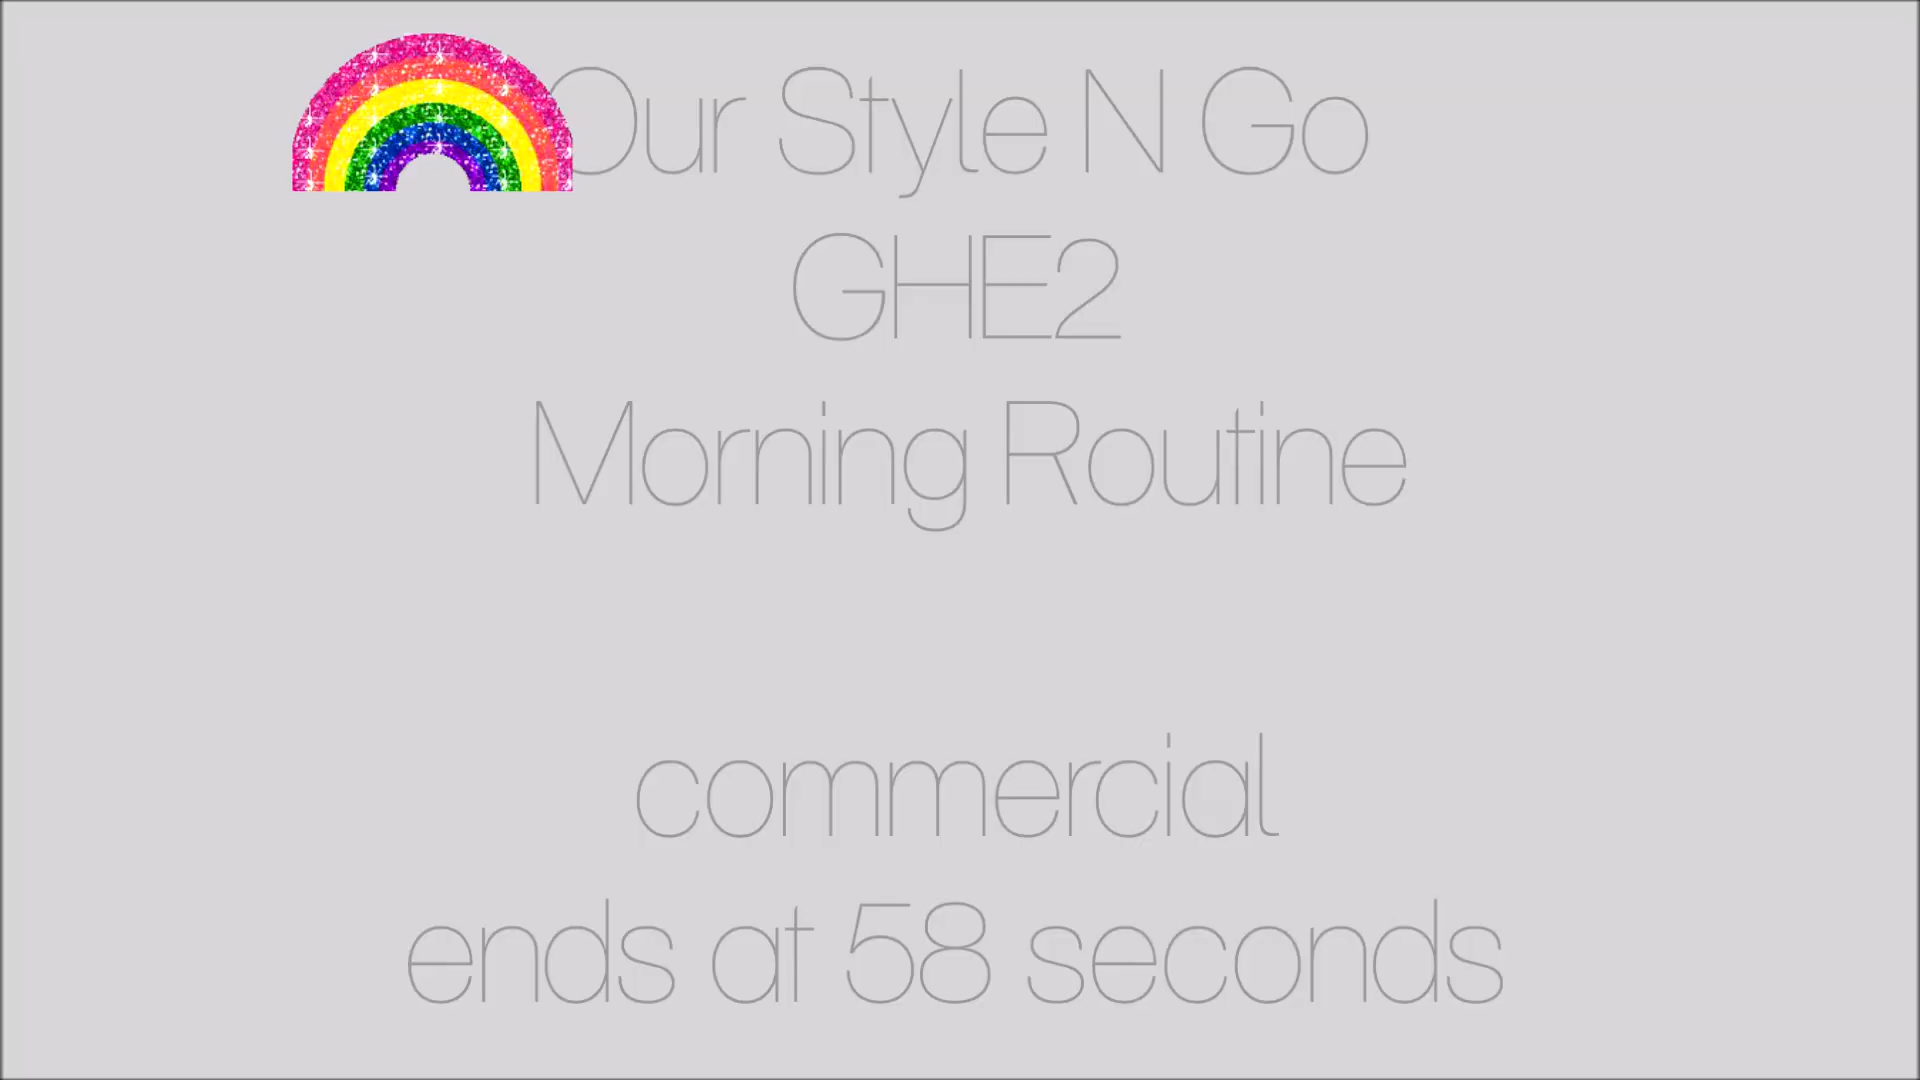 Our Style N Go
GHE2
Morning Routine
commercial
ends at 58 seconds